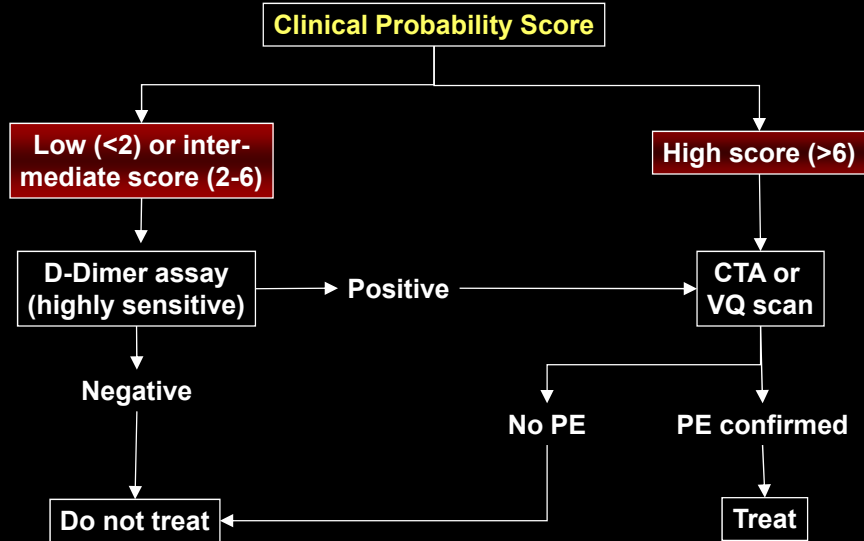 Clinical Probability Score
Low (<2) or inter-
mediate score (2-6)
High score (>6)
D-Dimer assay
(highly sensitive)
Positive
CTA or
VQ scan
Negative
No PE
PE confirmed
Do not treat
Treat